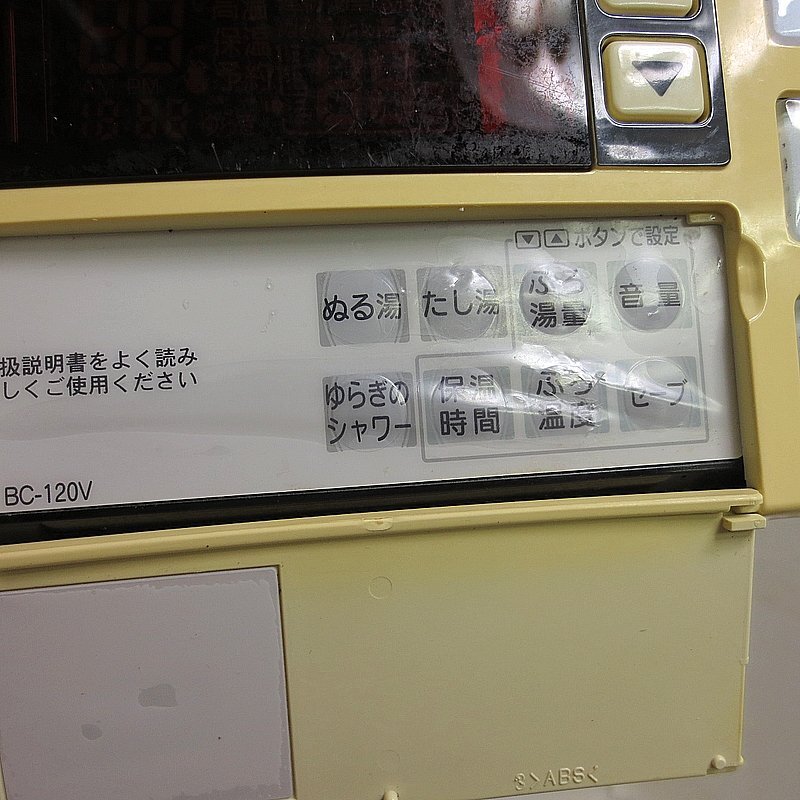 保温
▼▲ボタンで設定
ぬる湯 たし湯 ふろ湯量 音量
扱説明書をよく読み
しくご使用ください
ゆらぎのシャワー 保温時間 ふろ温度 セーブ
BC-120V
>ABS<